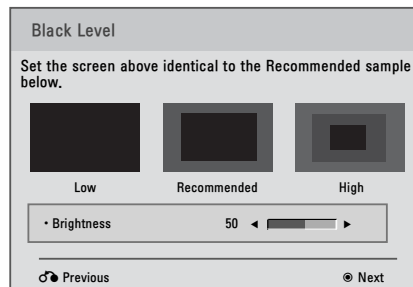 Black Level
Set the screen above identical to the Recommended sample
below.
Low Recommended High
• Brightness 50 ◄ ►
Previous ◉ Next